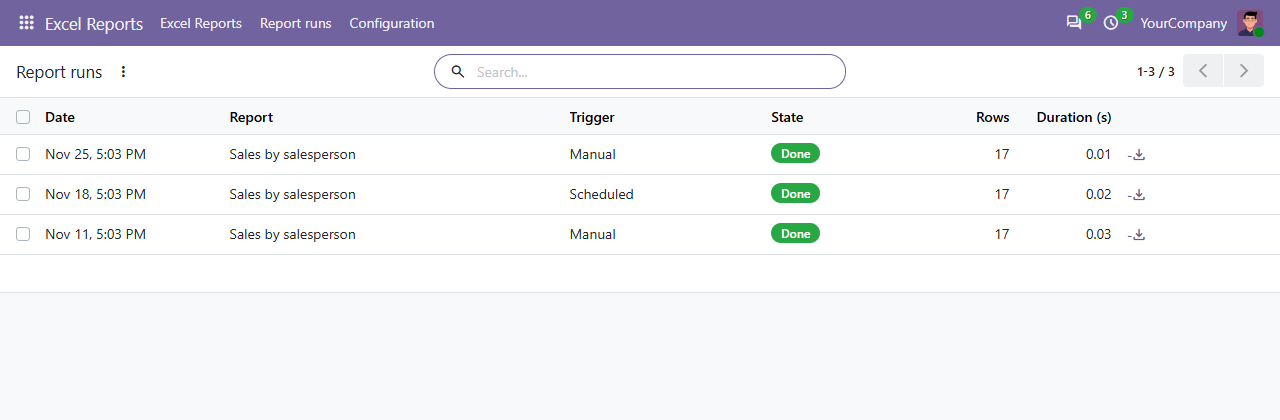 Excel Reports Excel Reports Report runs Configuration 6 3 YourCompany
Report runs Search... 1-3 / 3
Date Report Trigger State Rows Duration (s)
Nov 25, 5:03 PM Sales by salesperson Manual Done 17 0.01 -
Nov 18, 5:03 PM Sales by salesperson Scheduled Done 17 0.02 -
Nov 11, 5:03 PM Sales by salesperson Manual Done 17 0.03 -